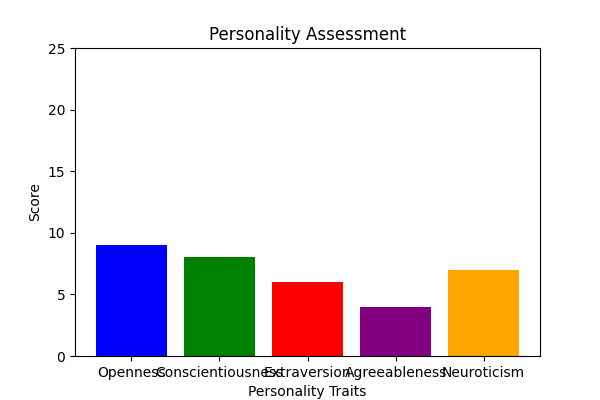 Personality Assessment
25
20
15
10
5
0
Score
Openness Conscientiousness Extraversion Agreeableness Neuroticism
Personality Traits